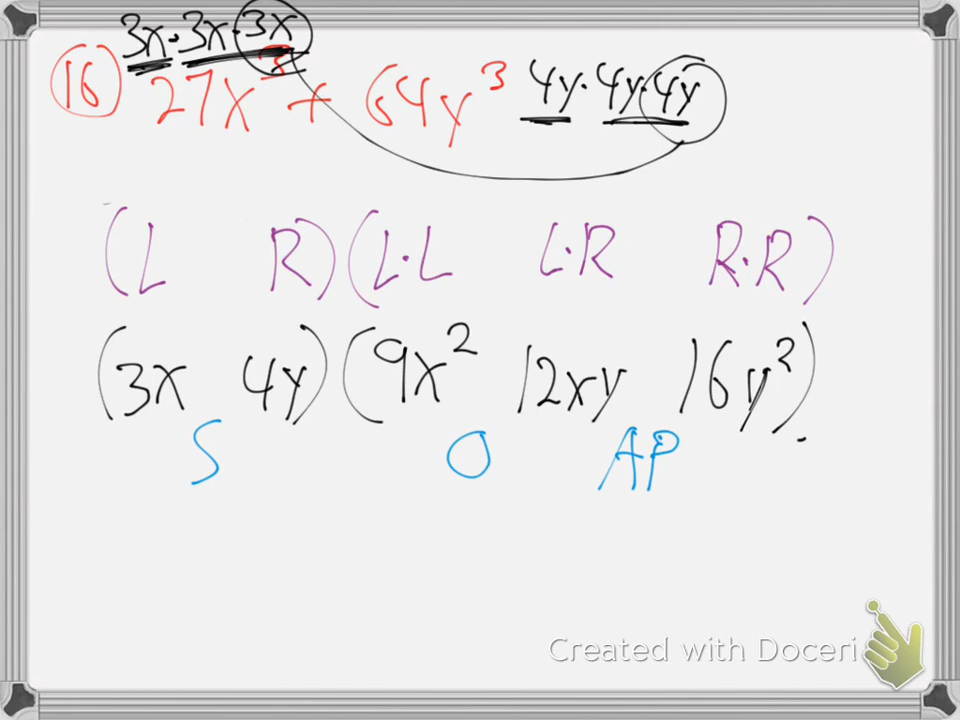 3x·3x·3x
(16) 27x³ + 64y³ 4y·4y·4y
(L R)(L·L L·R R·R)
(3x 4y)(9x² 12xy 16y²).
S O AP
Created with Doceri